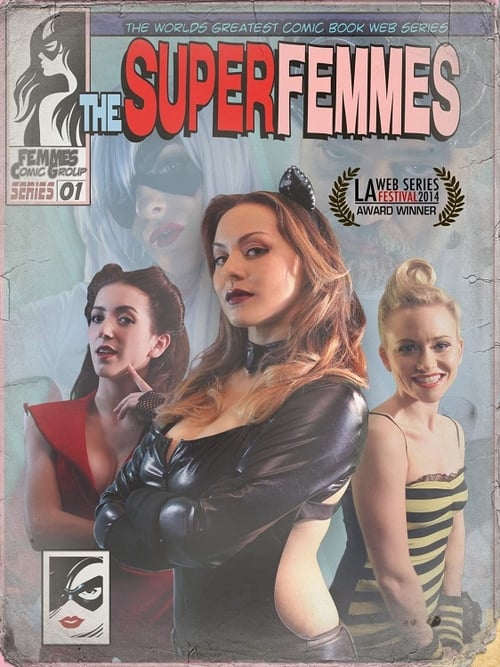 THE WORLDS GREATEST COMIC BOOK WEB SERIES
THE SUPERFEMMES
FEMMES
COMIC GROUP
SERIES 01
LA WEB SERIES
FESTIVAL 2014
AWARD WINNER